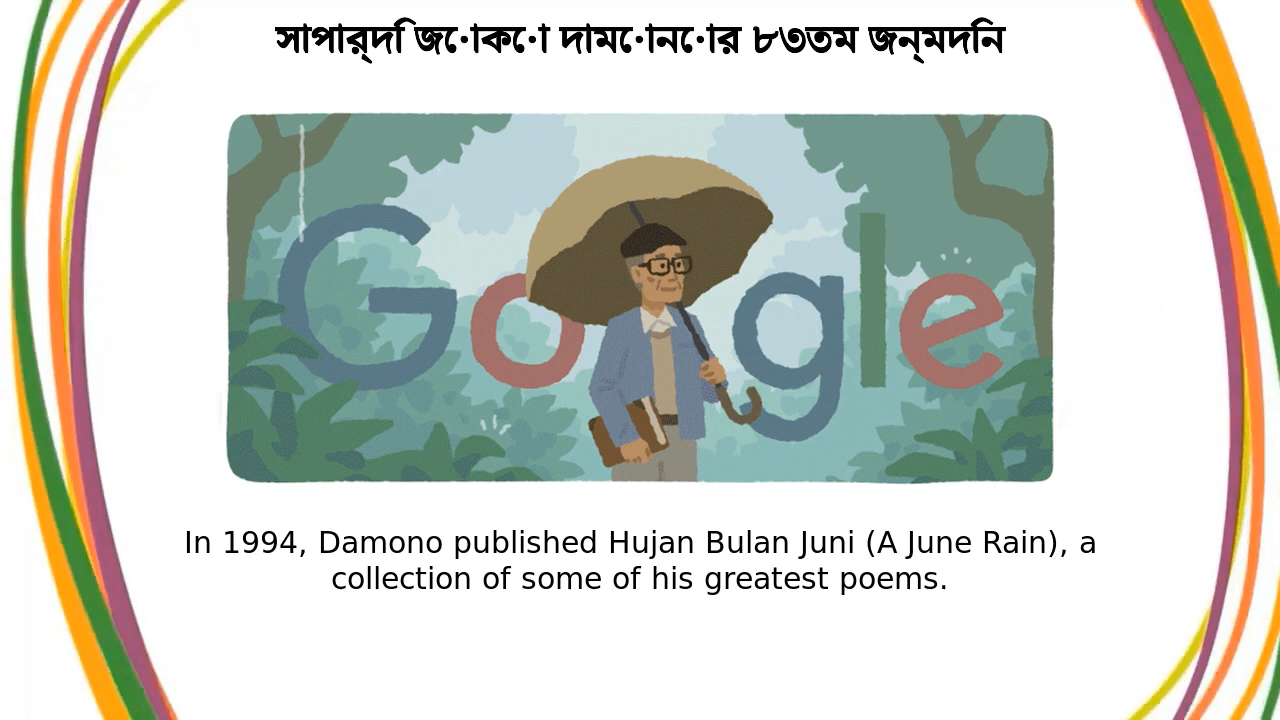 সাপার্দি জোকো দামোনোর ৮৩তম জন্মদিন
Google
In 1994, Damono published Hujan Bulan Juni (A June Rain), a
collection of some of his greatest poems.